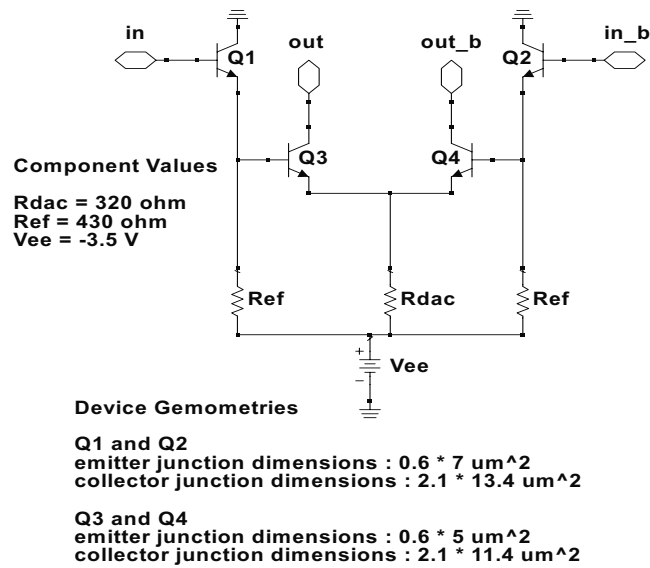 in
out
out_b
in_b
Q1
Q2
Q3
Q4
Component Values
Rdac = 320 ohm
Ref = 430 ohm
Vee = -3.5 V
Ref
Rdac
Ref
+
Vee
−
Device Gemometries
Q1 and Q2
emitter junction dimensions : 0.6 * 7 um^2
collector junction dimensions : 2.1 * 13.4 um^2
Q3 and Q4
emitter junction dimensions : 0.6 * 5 um^2
collector junction dimensions : 2.1 * 11.4 um^2